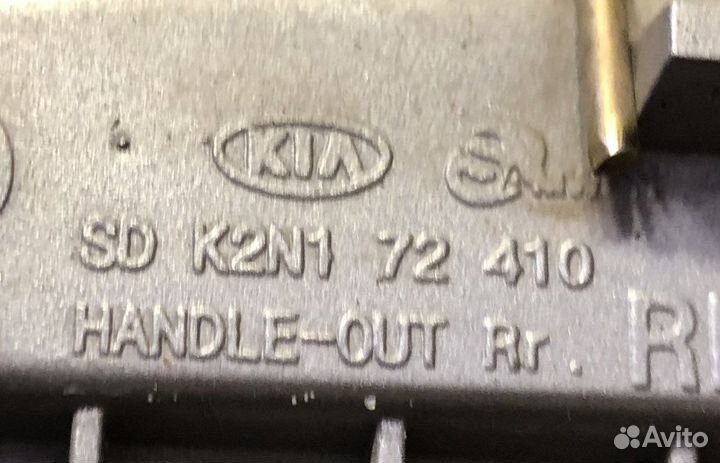 KIA
SD K2N1 72 410
HANDLE-OUT Rr.
Avito